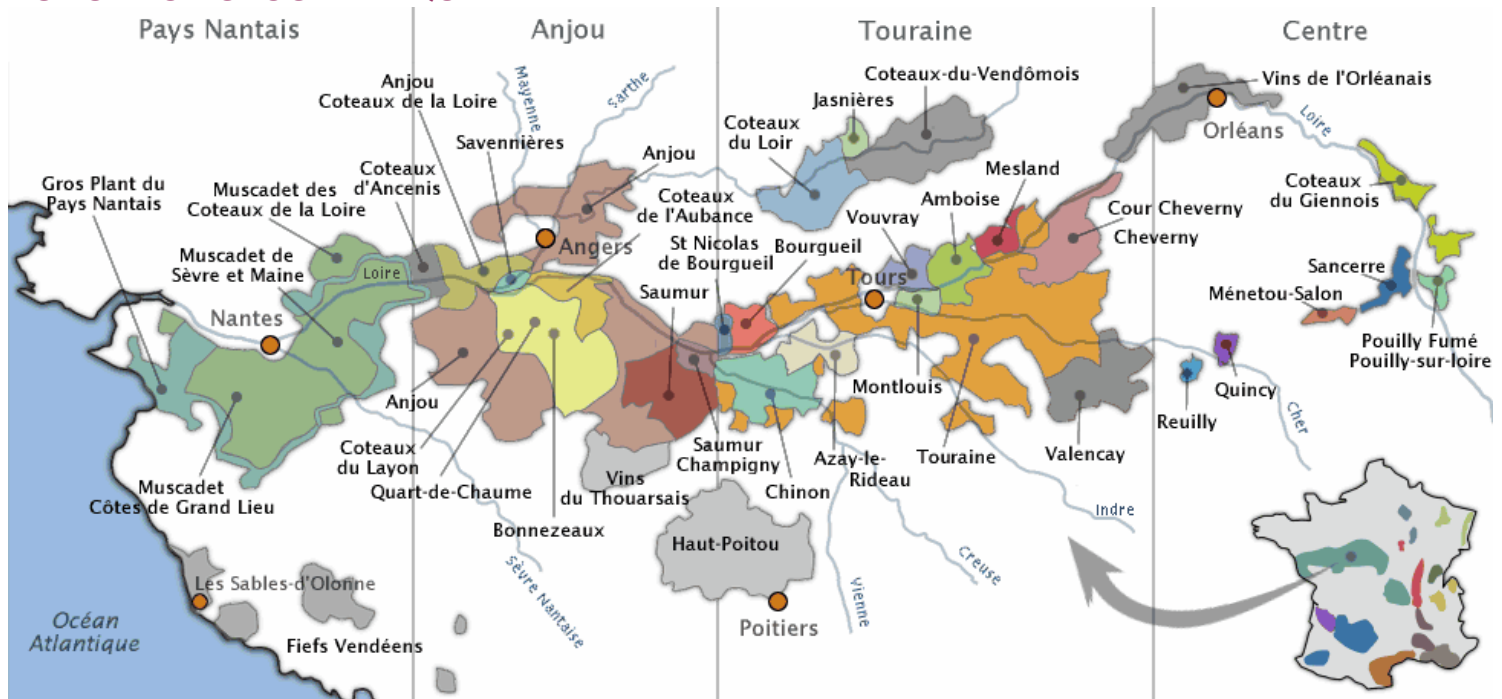 Pays Nantais
Anjou
Touraine
Centre
Mayenne
Sarthe
Anjou
Coteaux de la Loire
Savennières
Anjou
Coteaux
d'Ancenis
Coteaux
de l'Aubance
Muscadet des
Coteaux de la Loire
Gros Plant du
Pays Nantais
Muscadet de
Sèvre et Maine
Loire
Angers
Nantes
Saumur
St Nicolas
de Bourgueil
Bourgueil
Coteaux
du Loir
Jasnières
Coteaux-du-Vendômois
Vouvray
Amboise
Mesland
Cour Cheverny
Cheverny
Tours
Vins de l'Orléanais
Orléans
Loire
Coteaux
du Giennois
Sancerre
Ménetou-Salon
Pouilly Fumé
Pouilly-sur-loire
Quincy
Reuilly
Cher
Montlouis
Anjou
Coteaux
du Layon
Quart-de-Chaume
Bonnezeaux
Vins
du Thouarsais
Saumur
Champigny
Chinon
Azay-le-
Rideau
Touraine
Valencay
Muscadet
Côtes de Grand Lieu
Haut-Poitou
Indre
Creuse
Vienne
Sèvre Nantaise
Poitiers
Les Sables-d'Olonne
Fiefs Vendéens
Océan
Atlantique